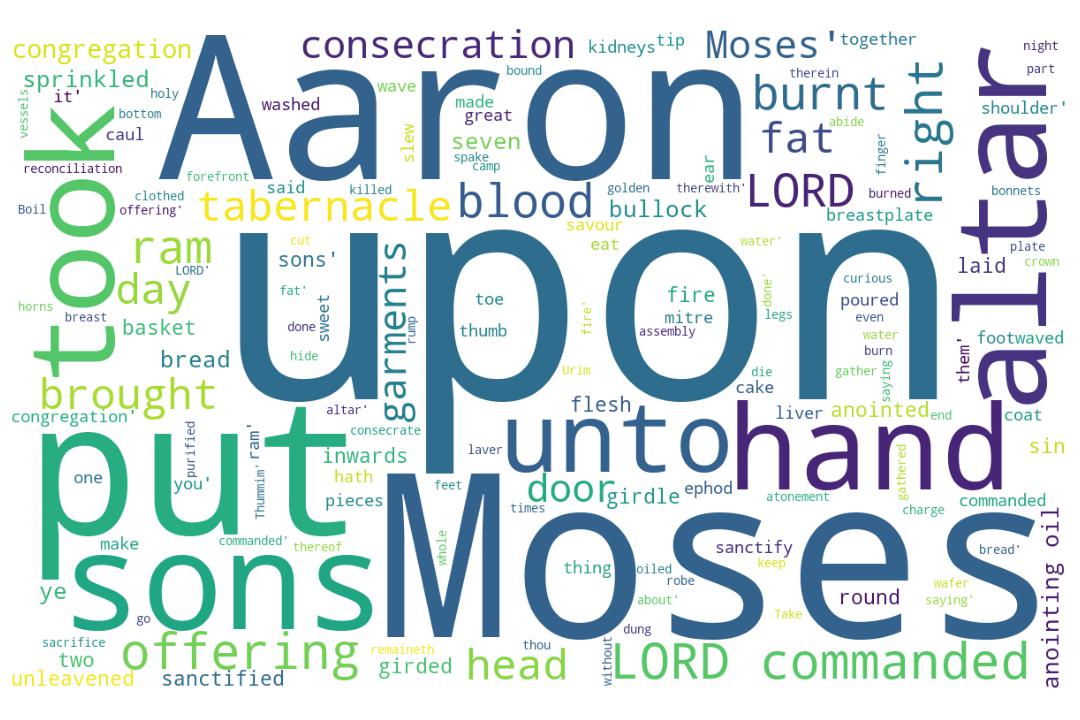 congregation
Aaron
consecration
kidneys
tip
Moses'
together
night
sprinkled
bound
therein
burnt
part
vessels
it'
holy
washed
wave
made
great
right
altar
shoulder'
bottom
took
caul
slew
seven
fat
abide
finger
reconciliation
spake
camp
ear
forefront
said
killed
golden
therewith'
LORD
burned
bonnets
clothed
Boil
offering'
tabernacle
blood
bullock
breastplate
plate
savour
ram
cut
eat
water'
upon
crown
sons'
garments
laid
LORD'
day
fat'
toe
fire
done'
curious
horns
breast
sweet
mitre
legs
poured
basket
done
rump
thumb
fire'
assembly
even
water
footwaved
bread
hide
burn
them'
Urim
die
gather
saying
brought
cake
congregation'
altar'
flesh
liver
anointed
end
coat
put
purified
ram'
consecrate
unto
hand
sin
inwards
laver
one
you'
Thummim'
hath
feet
door
girdle
ephod
atonement
gathered
pieces
Moses
times
commanded
charge
make
commanded'
thereof
whole
sanctify
anointing oil
bread'
sons
keep
thing
oiled
robe
wafer
ye
about'
Take
round
saying'
go
sacrifice
offering
remaineth
thou
dung
two
girded
head
without
LORD commanded
unleavened
sanctified